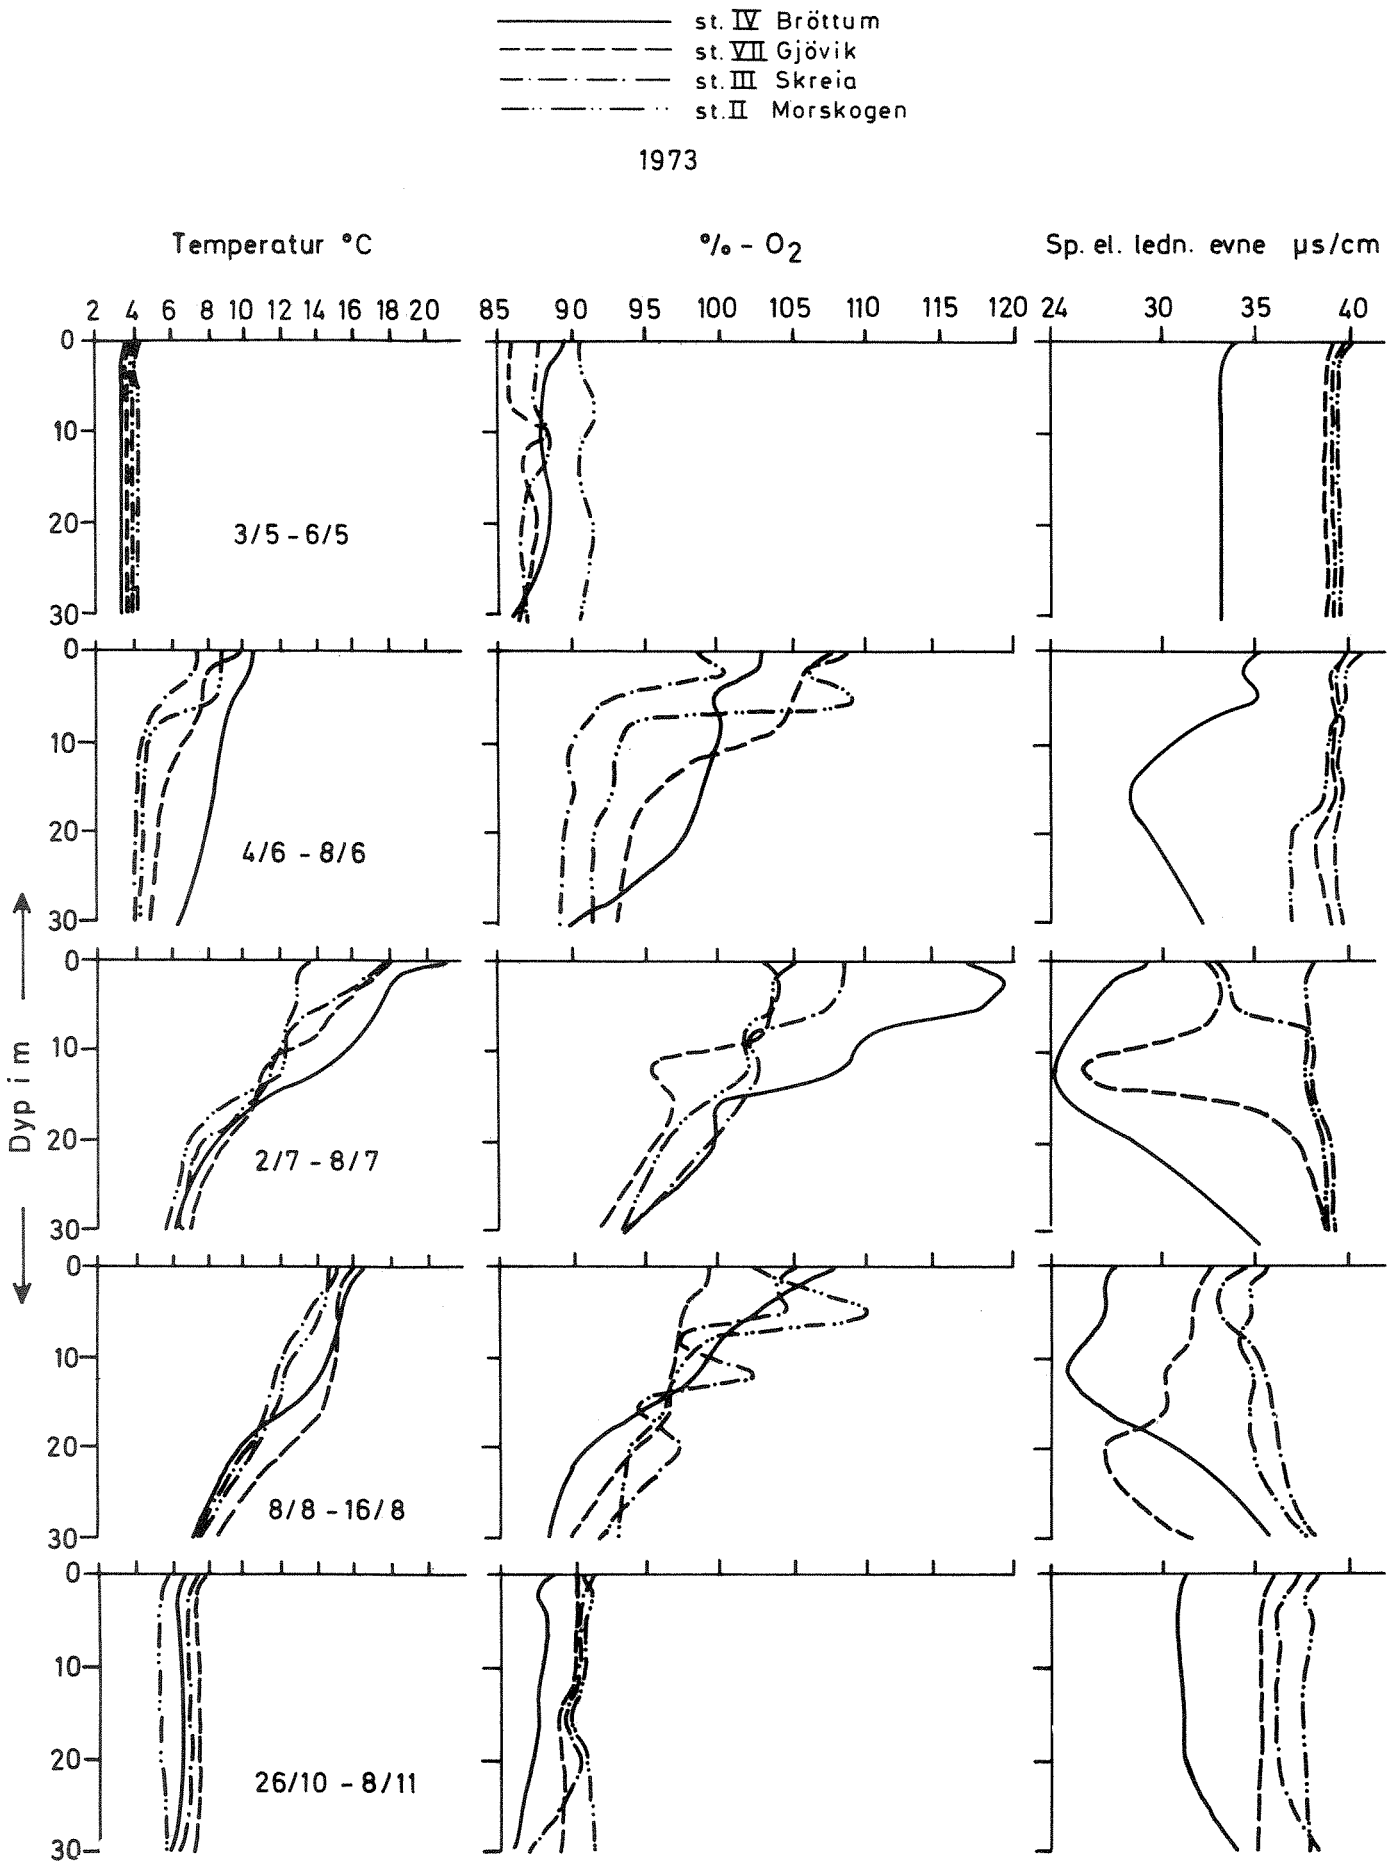 st. IV Bröttum
st. VII Gjövik
st. III Skreia
st. II Morskogen
1973
Temperatur °C
% - O2
Sp. el. ledn. evne µs/cm
2 4 6 8 10 12 14 16 18 20
85 90 95 100 105 110 115 120
24 30 35 40
0
10
20
30
3/5 - 6/5
0
10
20
30
4/6 - 8/6
0
10
20
30
2/7 - 8/7
0
10
20
30
8/8 - 16/8
0
10
20
30
26/10 - 8/11
Dyp i m